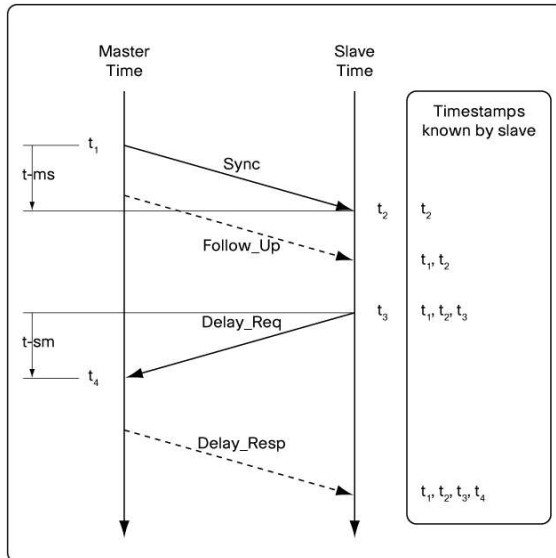 Master
Time
Slave
Time
Timestamps
known by slave
t₁
Sync
t-ms
t₂
t₂
Follow_Up
t₁, t₂
t₃
t₁, t₂, t₃
Delay_Req
t-sm
t₄
Delay_Resp
t₁, t₂, t₃, t₄